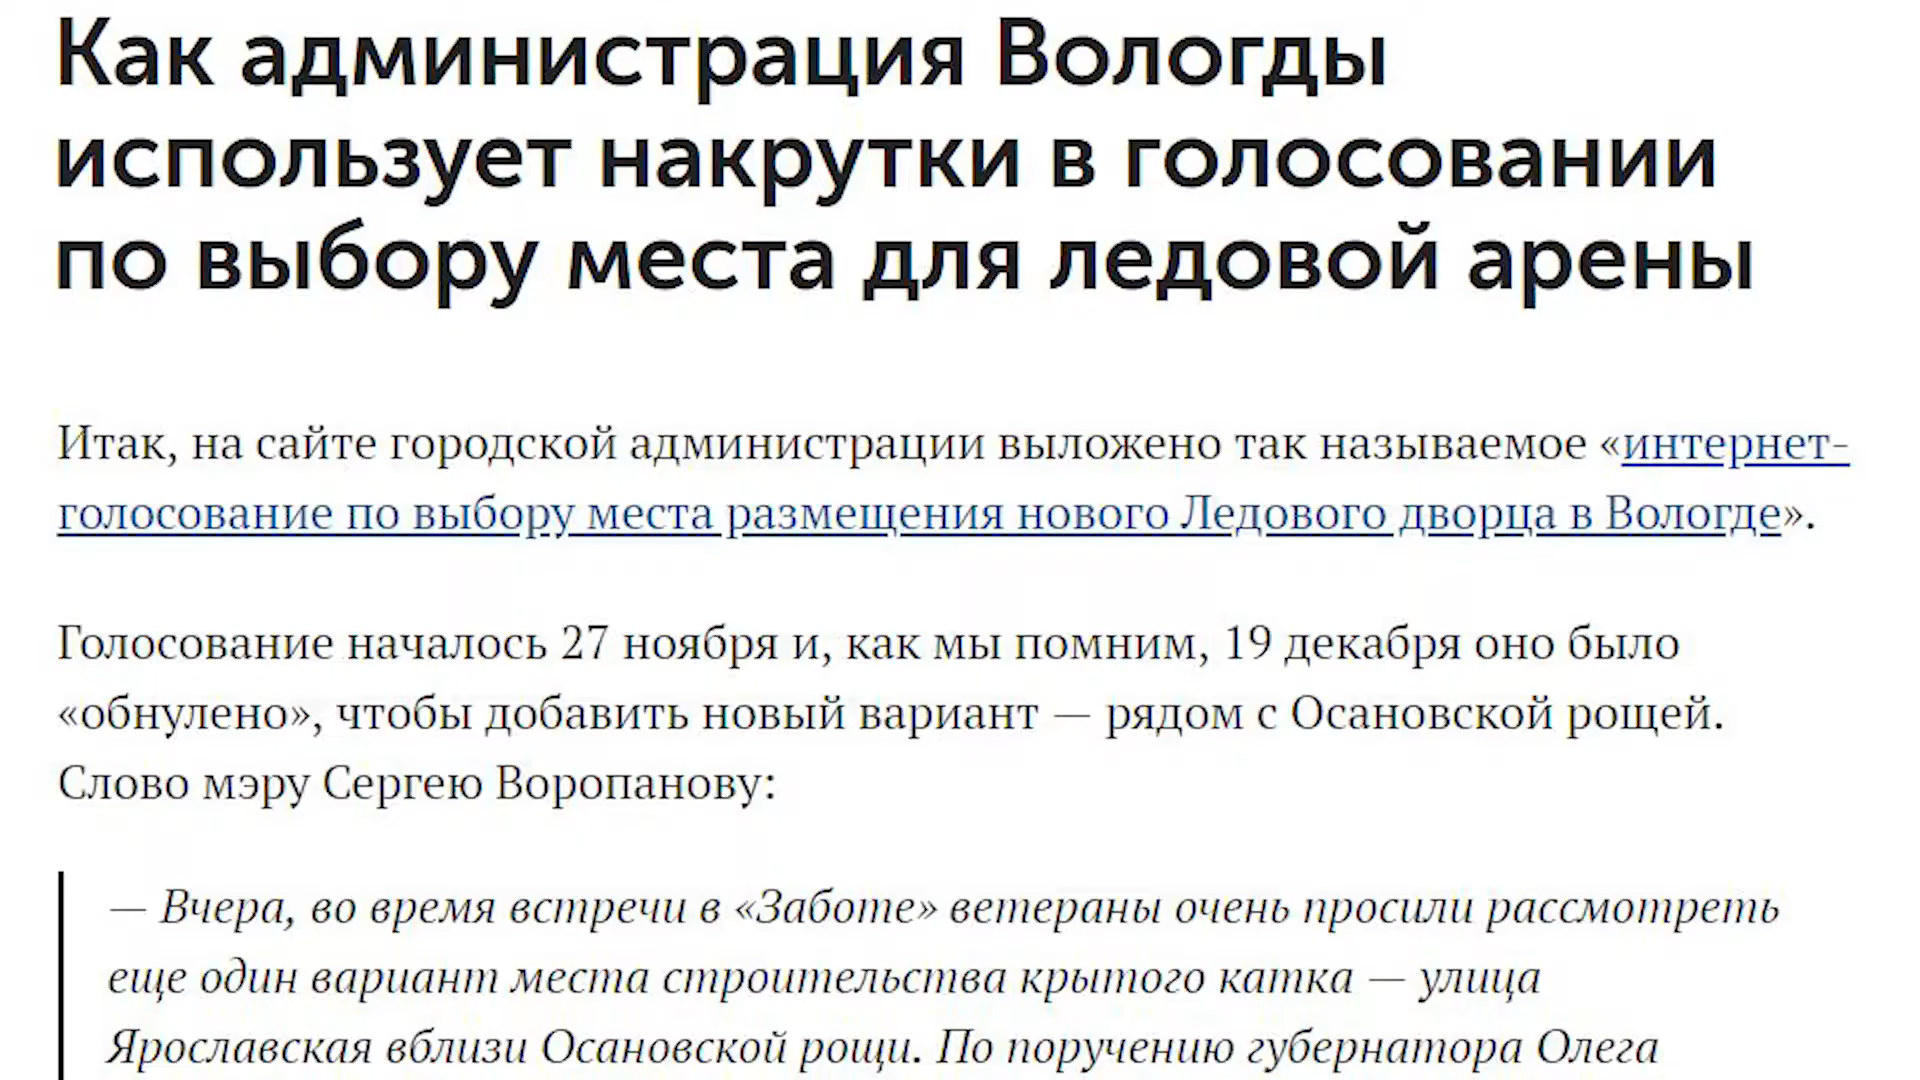 Как администрация Вологды
использует накрутки в голосовании
по выбору места для ледовой арены
Итак, на сайте городской администрации выложено так называемое «интернет-
голосование по выбору места размещения нового Ледового дворца в Вологде».
Голосование началось 27 ноября и, как мы помним, 19 декабря оно было
«обнулено», чтобы добавить новый вариант — рядом с Осановской рощей.
Слово мэру Сергею Воропанову:
— Вчера, во время встречи в «Заботе» ветераны очень просили рассмотреть
еще один вариант места строительства крытого катка — улица
Ярославская вблизи Осановской рощи. По поручению губернатора Олега